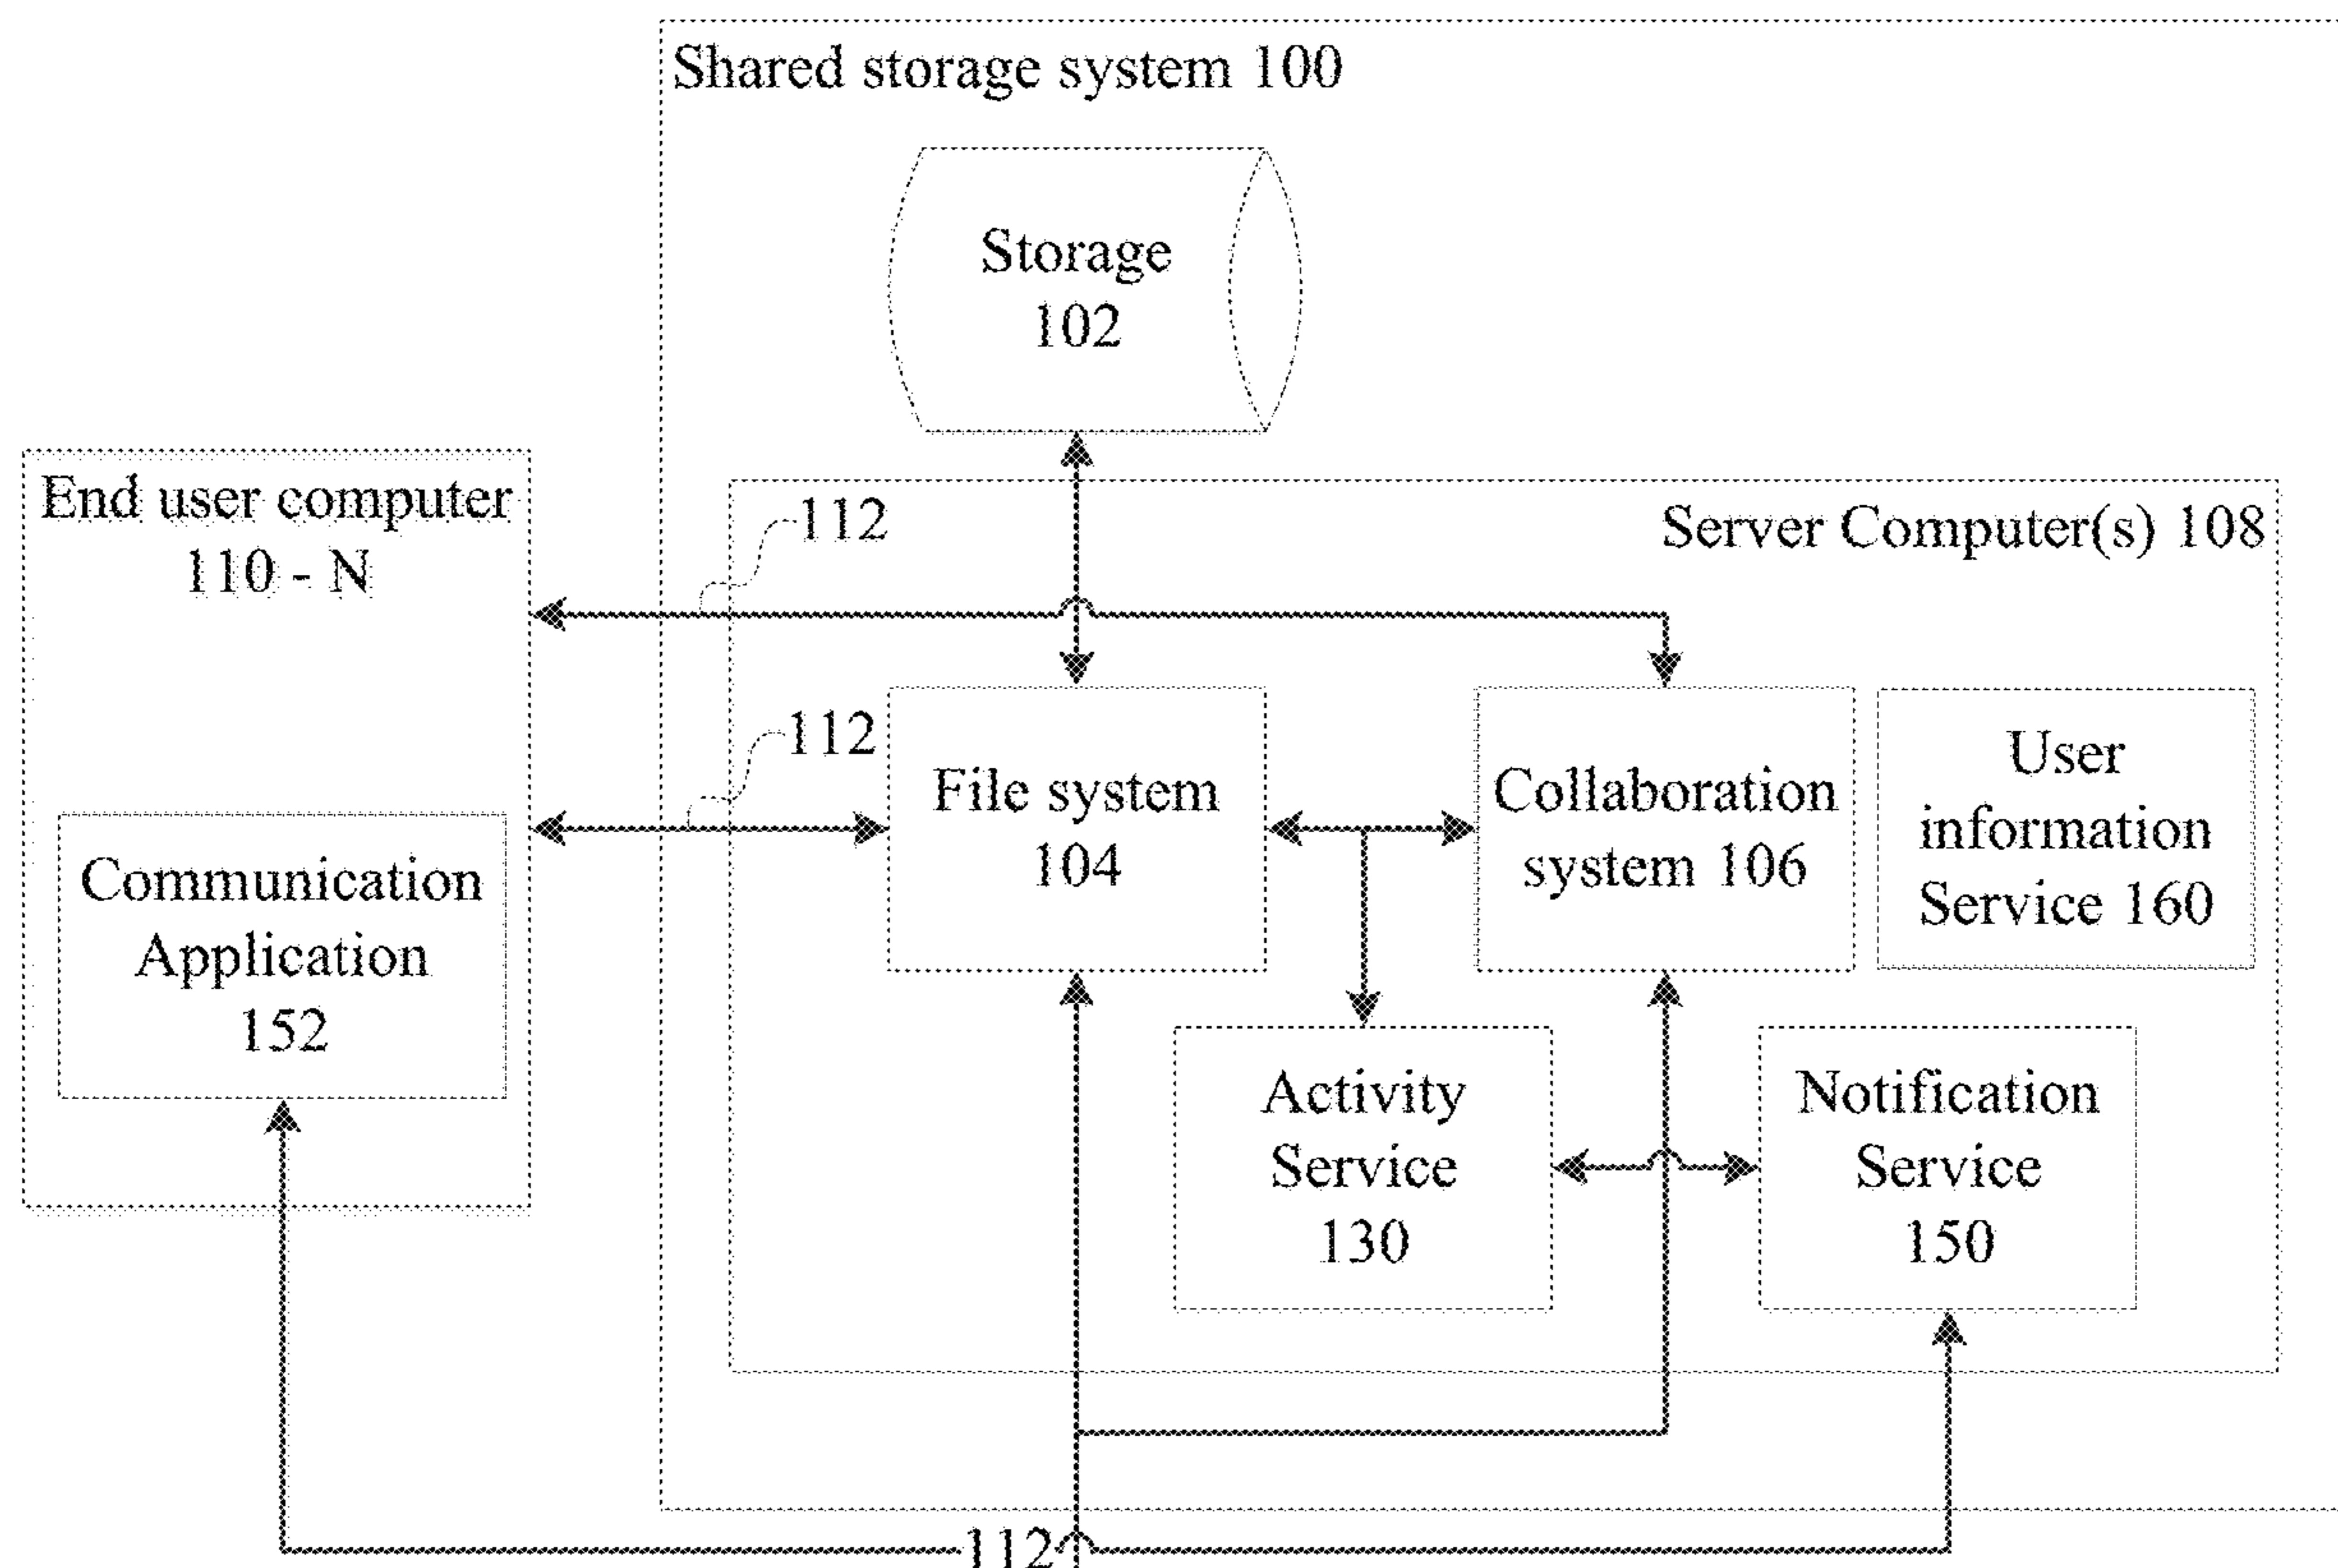 Shared storage system 100
Storage
102
End user computer
110 - N
112
Server Computer(s) 108
112
File system
104
Collaboration
system 106
User
information
Service 160
Communication
Application
152
Activity
Service
130
Notification
Service
150
112